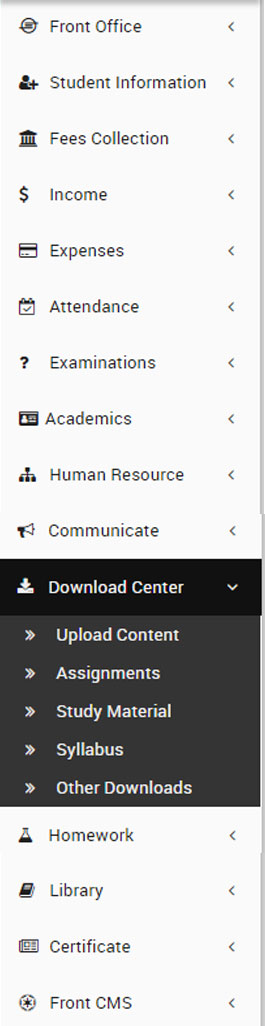 Front Office
Student Information
Fees Collection
$ Income
Expenses
Attendance
? Examinations
Academics
Human Resource
Communicate
Download Center
Upload Content
Assignments
Study Material
Syllabus
Other Downloads
Homework
Library
Certificate
Front CMS